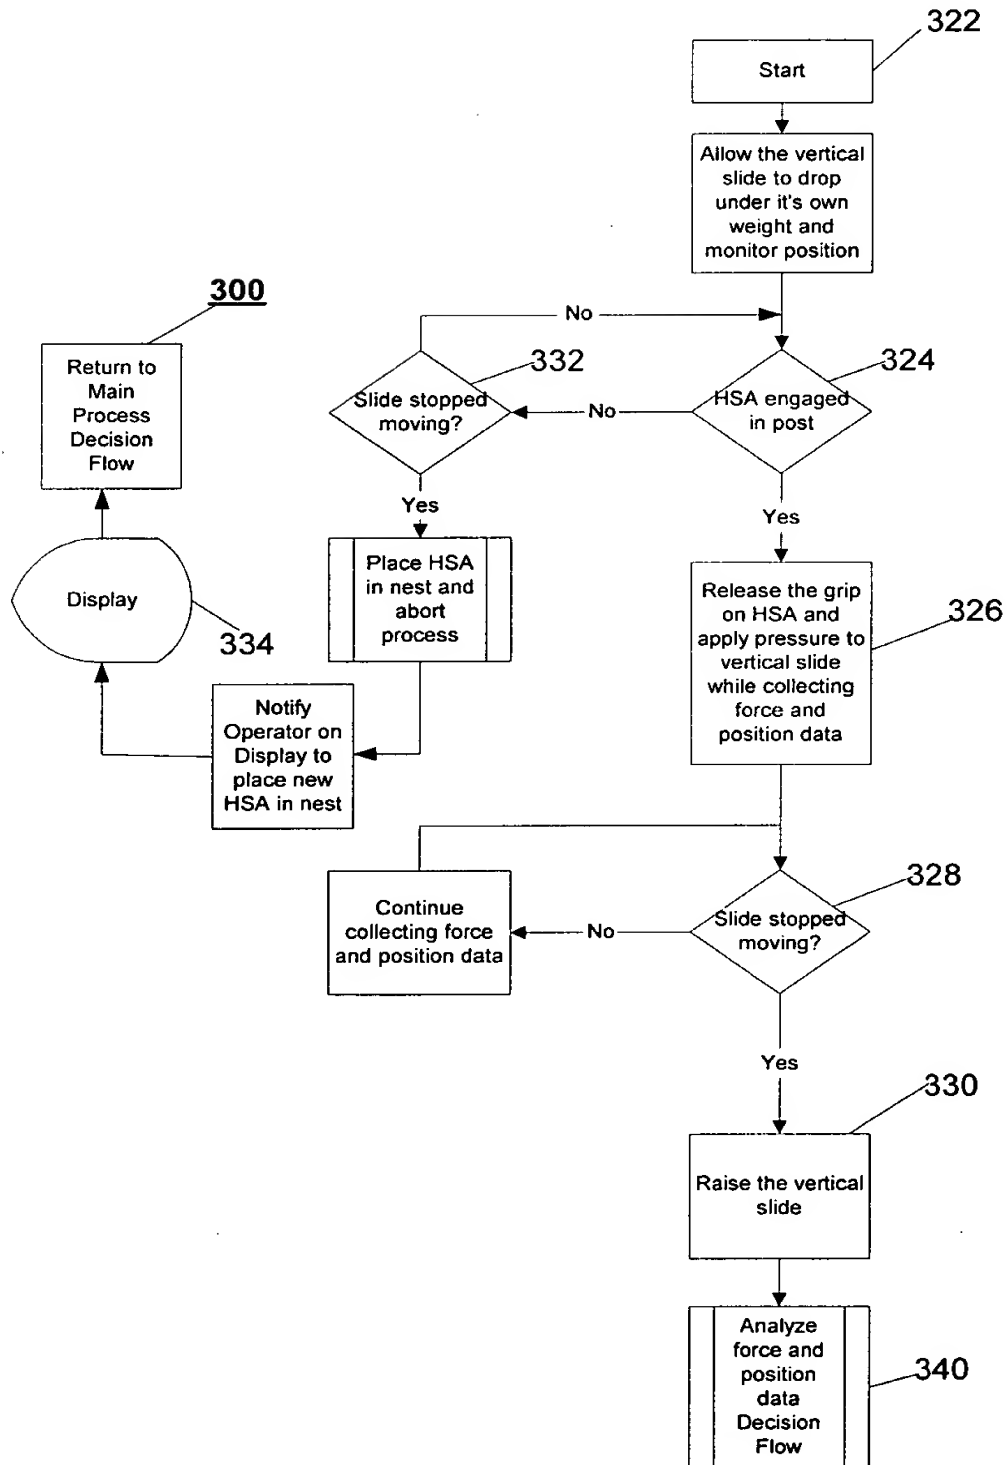 322
Start
Allow the vertical
slide to drop
under it's own
weight and
monitor position
300
No
Return to
Main
Process
Decision
Flow
332
324
Slide stopped
moving?
No
HSA engaged
in post
Yes
Yes
Place HSA
in nest and
abort
process
Display
334
Release the grip
on HSA and
apply pressure to
vertical slide
while collecting
force and
position data
326
Notify
Operator on
Display to
place new
HSA in nest
328
Continue
collecting force
and position data
No
Slide stopped
moving?
Yes
330
Raise the vertical
slide
Analyze
force and
position
data
Decision
Flow
340